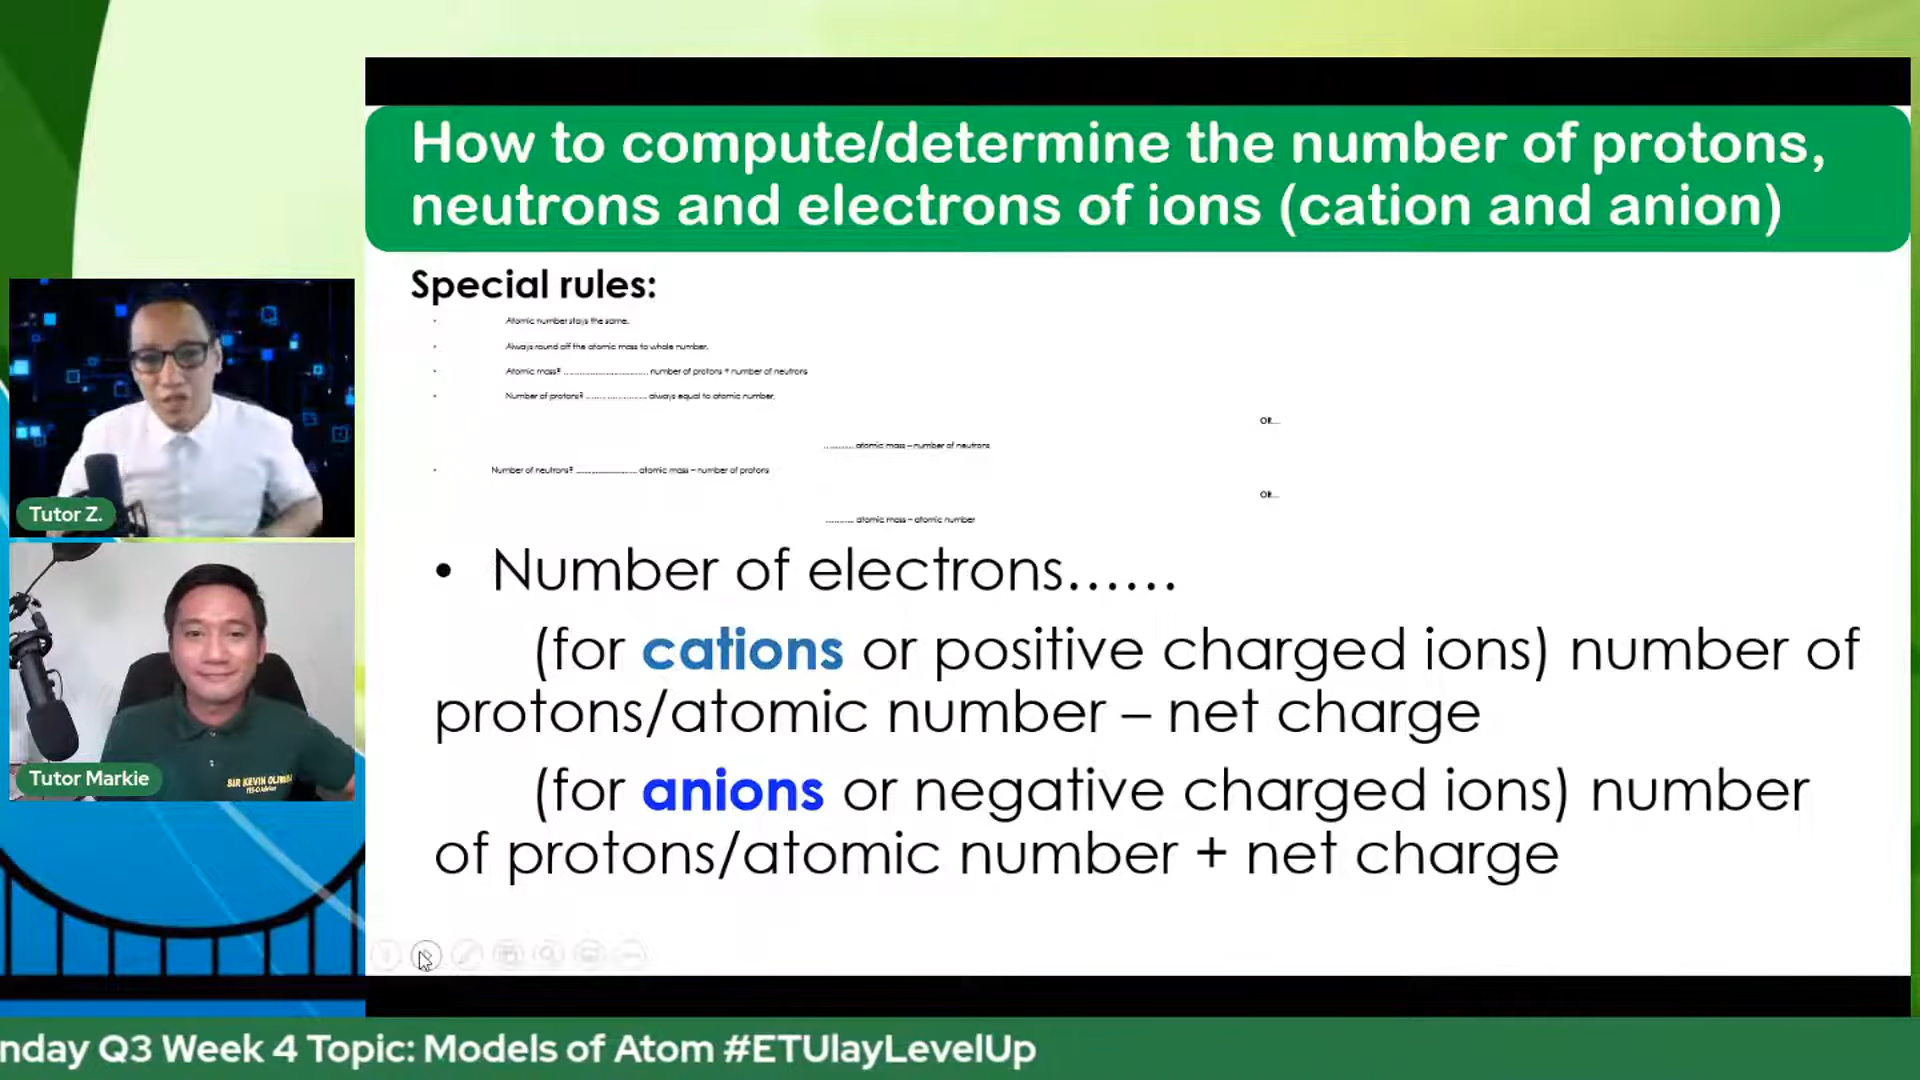 How to compute/determine the number of protons,
neutrons and electrons of ions (cation and anion)
Special rules:
• Atomic number stays the same.
• Always round off the atomic mass to whole number.
• Atomic mass? ................................ number of protons + number of neutrons
• Number of protons? ........................ always equal to atomic number.
OR...
............ atomic mass – number of neutrons
• Number of neutrons? ........................ atomic mass – number of protons
OR...
............ atomic mass – atomic number
• Number of electrons......
(for cations or positive charged ions) number of
protons/atomic number – net charge
(for anions or negative charged ions) number
of protons/atomic number + net charge
Tutor Z.
SIR KEVIN
Tutor Markie
nday Q3 Week 4 Topic: Models of Atom #ETUlayLevelUp